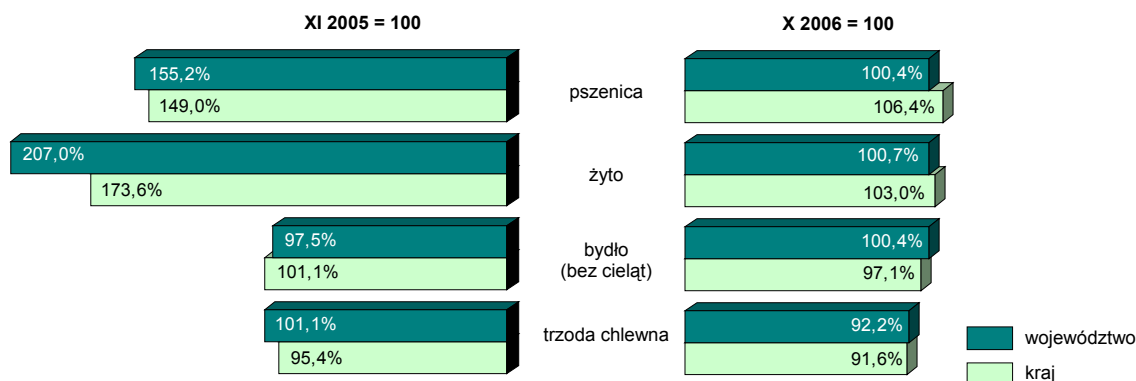 XI 2005 = 100
X 2006 = 100
155,2%
149,0%
pszenica
100,4%
106,4%
207,0%
173,6%
żyto
100,7%
103,0%
97,5%
101,1%
bydło
(bez cieląt)
100,4%
97,1%
101,1%
95,4%
trzoda chlewna
92,2%
91,6%
województwo
kraj